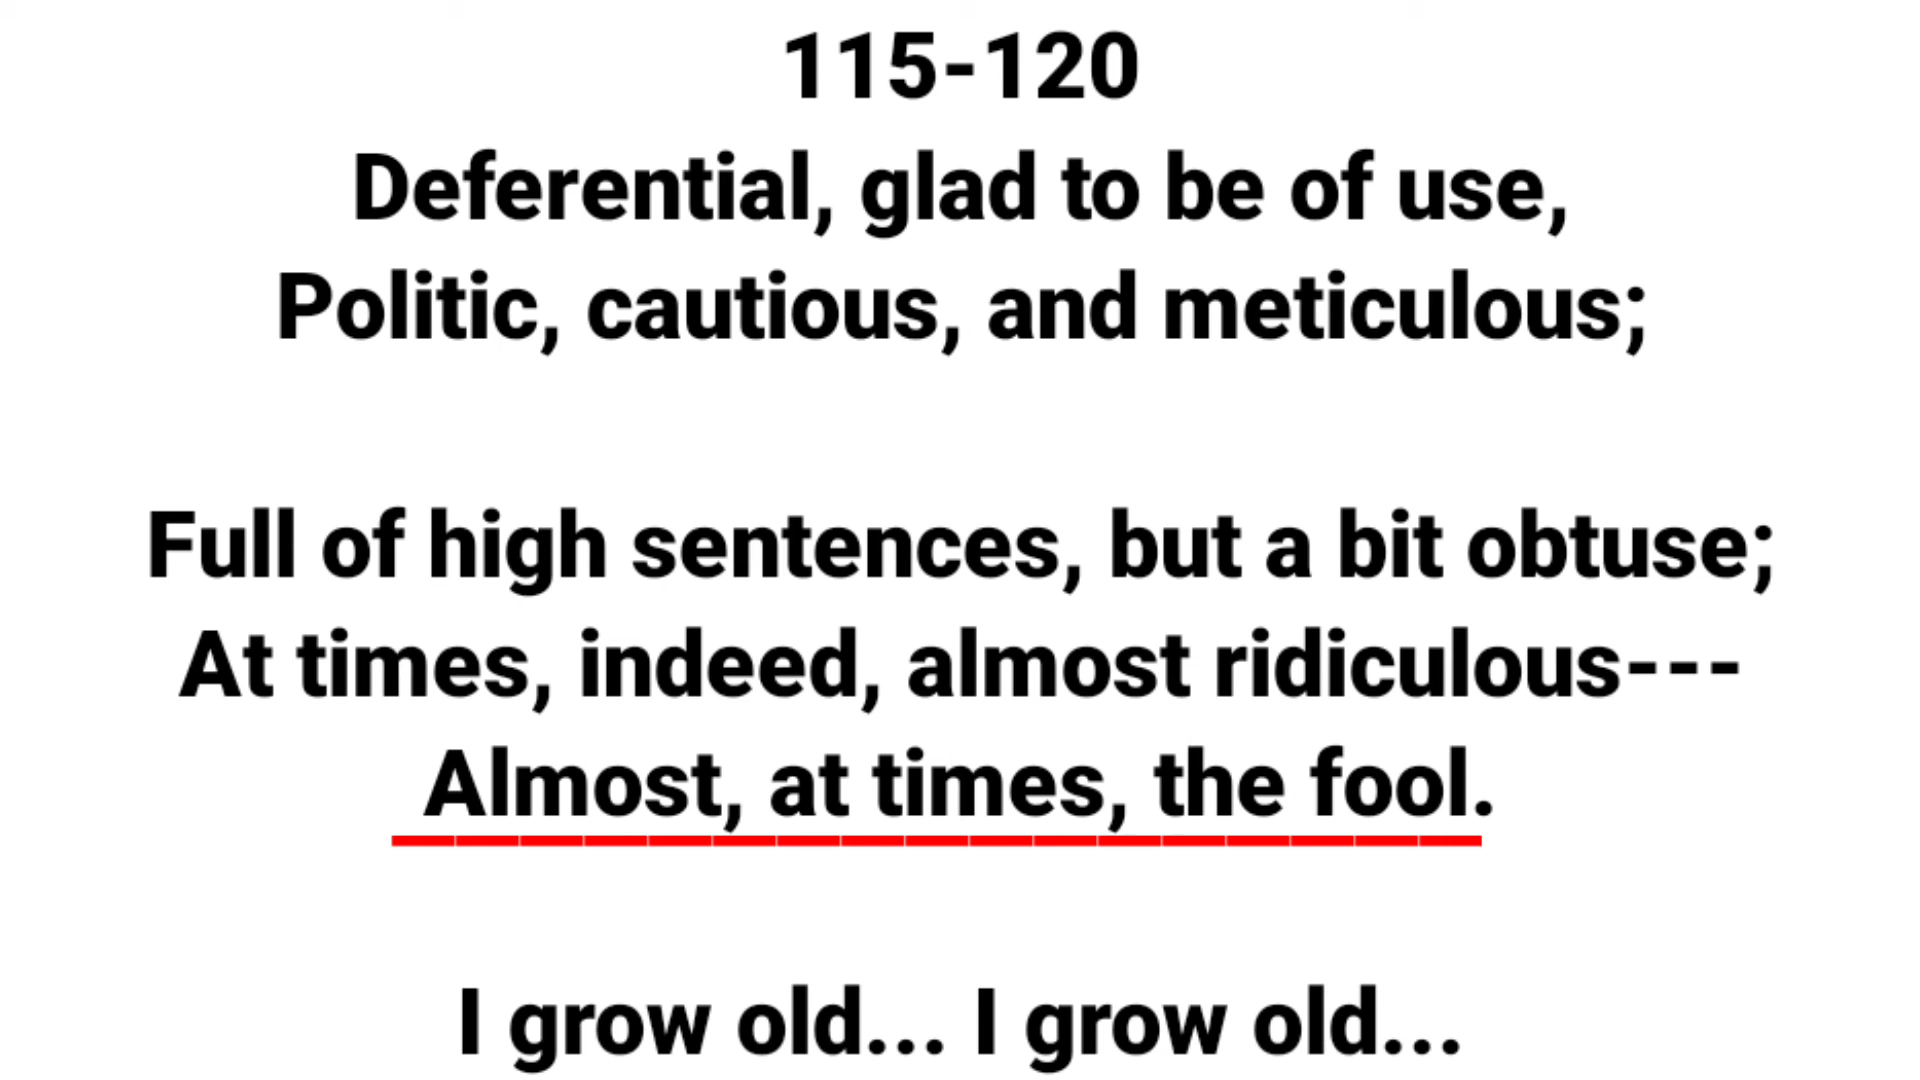 115-120
Deferential, glad to be of use,
Politic, cautious, and meticulous;
Full of high sentences, but a bit obtuse;
At times, indeed, almost ridiculous---
Almost, at times, the fool.
I grow old... I grow old...